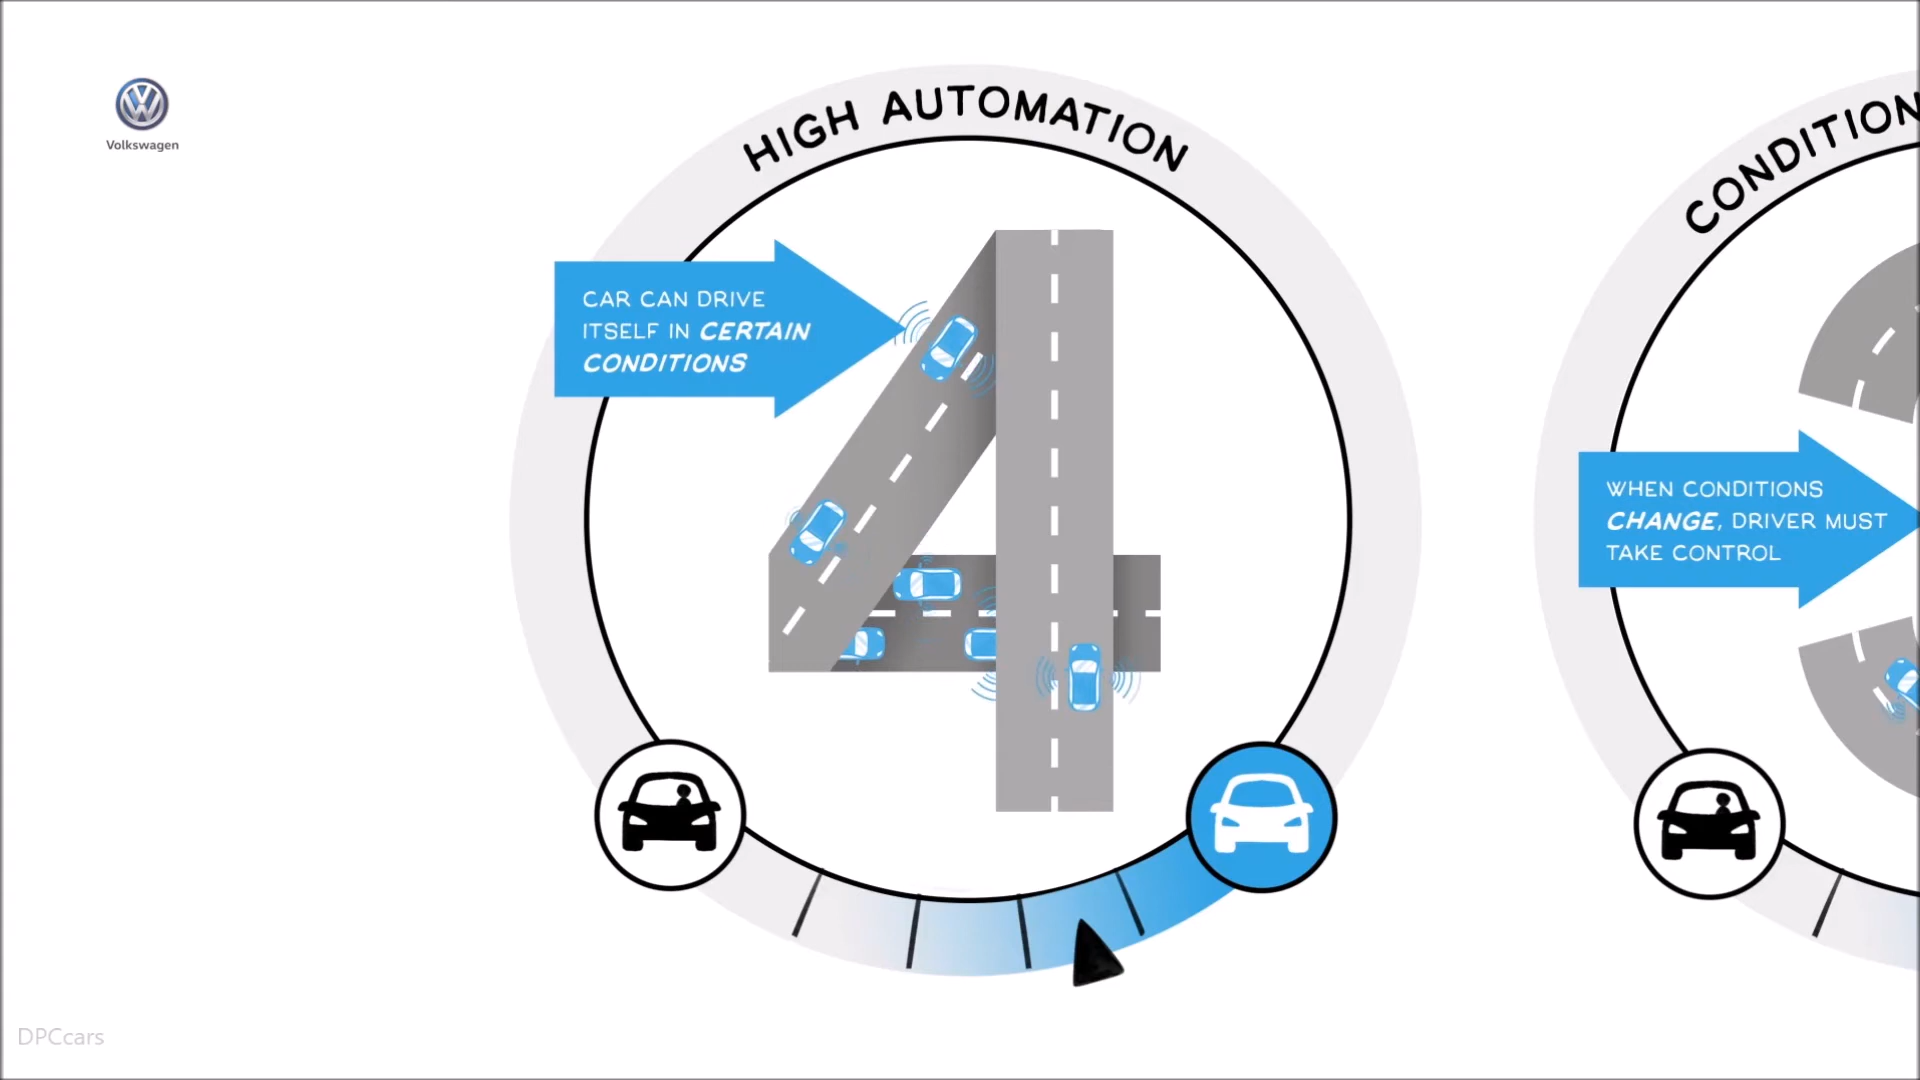 Volkswagen
HIGH AUTOMATION
CAR CAN DRIVE
ITSELF IN CERTAIN
CONDITIONS
4
CONDITION
WHEN CONDITIONS
CHANGE, DRIVER MUST
TAKE CONTROL
DPCcars